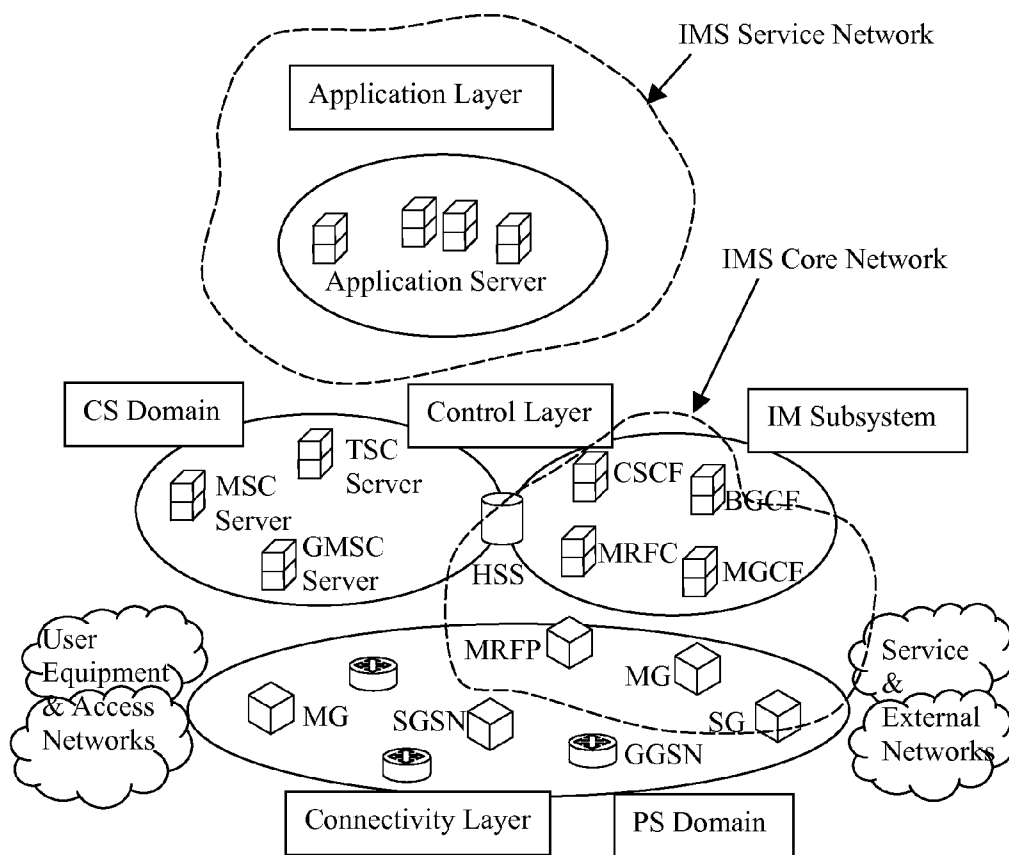 IMS Service Network
Application Layer
Application Server
IMS Core Network
CS Domain
Control Layer
IM Subsystem
TSC
Server
MSC
Server
GMSC
Server
HSS
CSCF
BGCF
MRFC
MGCF
User
Equipment
& Access
Networks
MRFP
MG
SG
MG
SGSN
GGSN
Service
&
External
Networks
Connectivity Layer
PS Domain